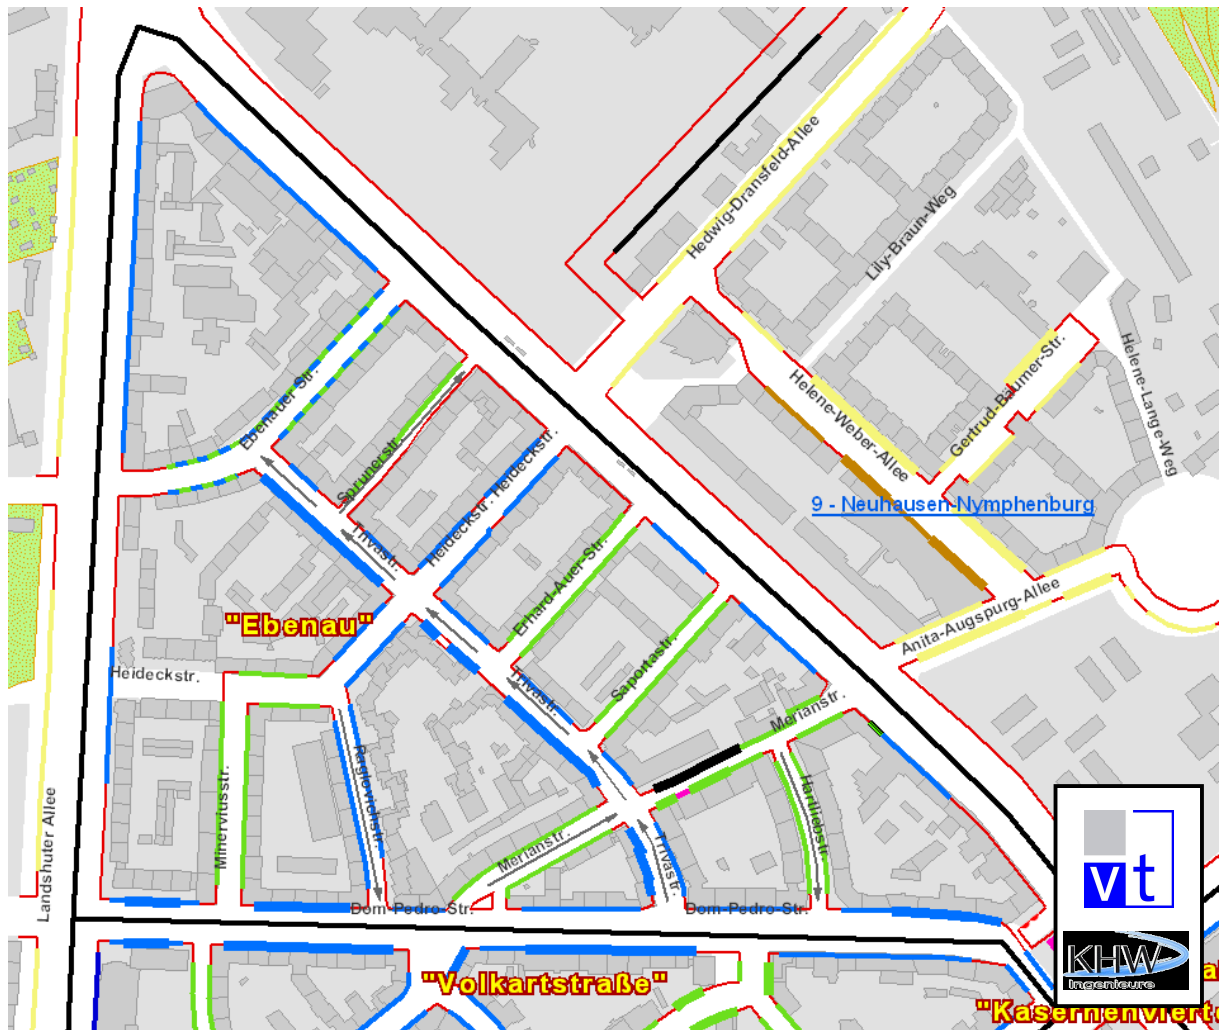 Hedwig-Dransfeld-Allee
Lily-Braun-Weg
Helene-Lange-Weg
Gertrud-Bäumer-Str.
Helene-Weber-Allee
Ebenauer Str.
Sprunerstr.
Heideckstr.
Heideckstr.
9 - Neuhausen-Nymphenburg
Trivastr.
Erhard-Auer-Str.
Anita-Augspurg-Allee
"Ebenau"
Heideckstr.
Saportastr.
Trivastr.
Merianstr.
Raglovichstr.
Minerviusstr.
Hartliebstr.
Landshuter Allee
Merianstr.
Trivastr.
Dom-Pedro-Str.
Dom-Pedro-Str.
vt
KHW
Ingenieure
"Volkartstraße"